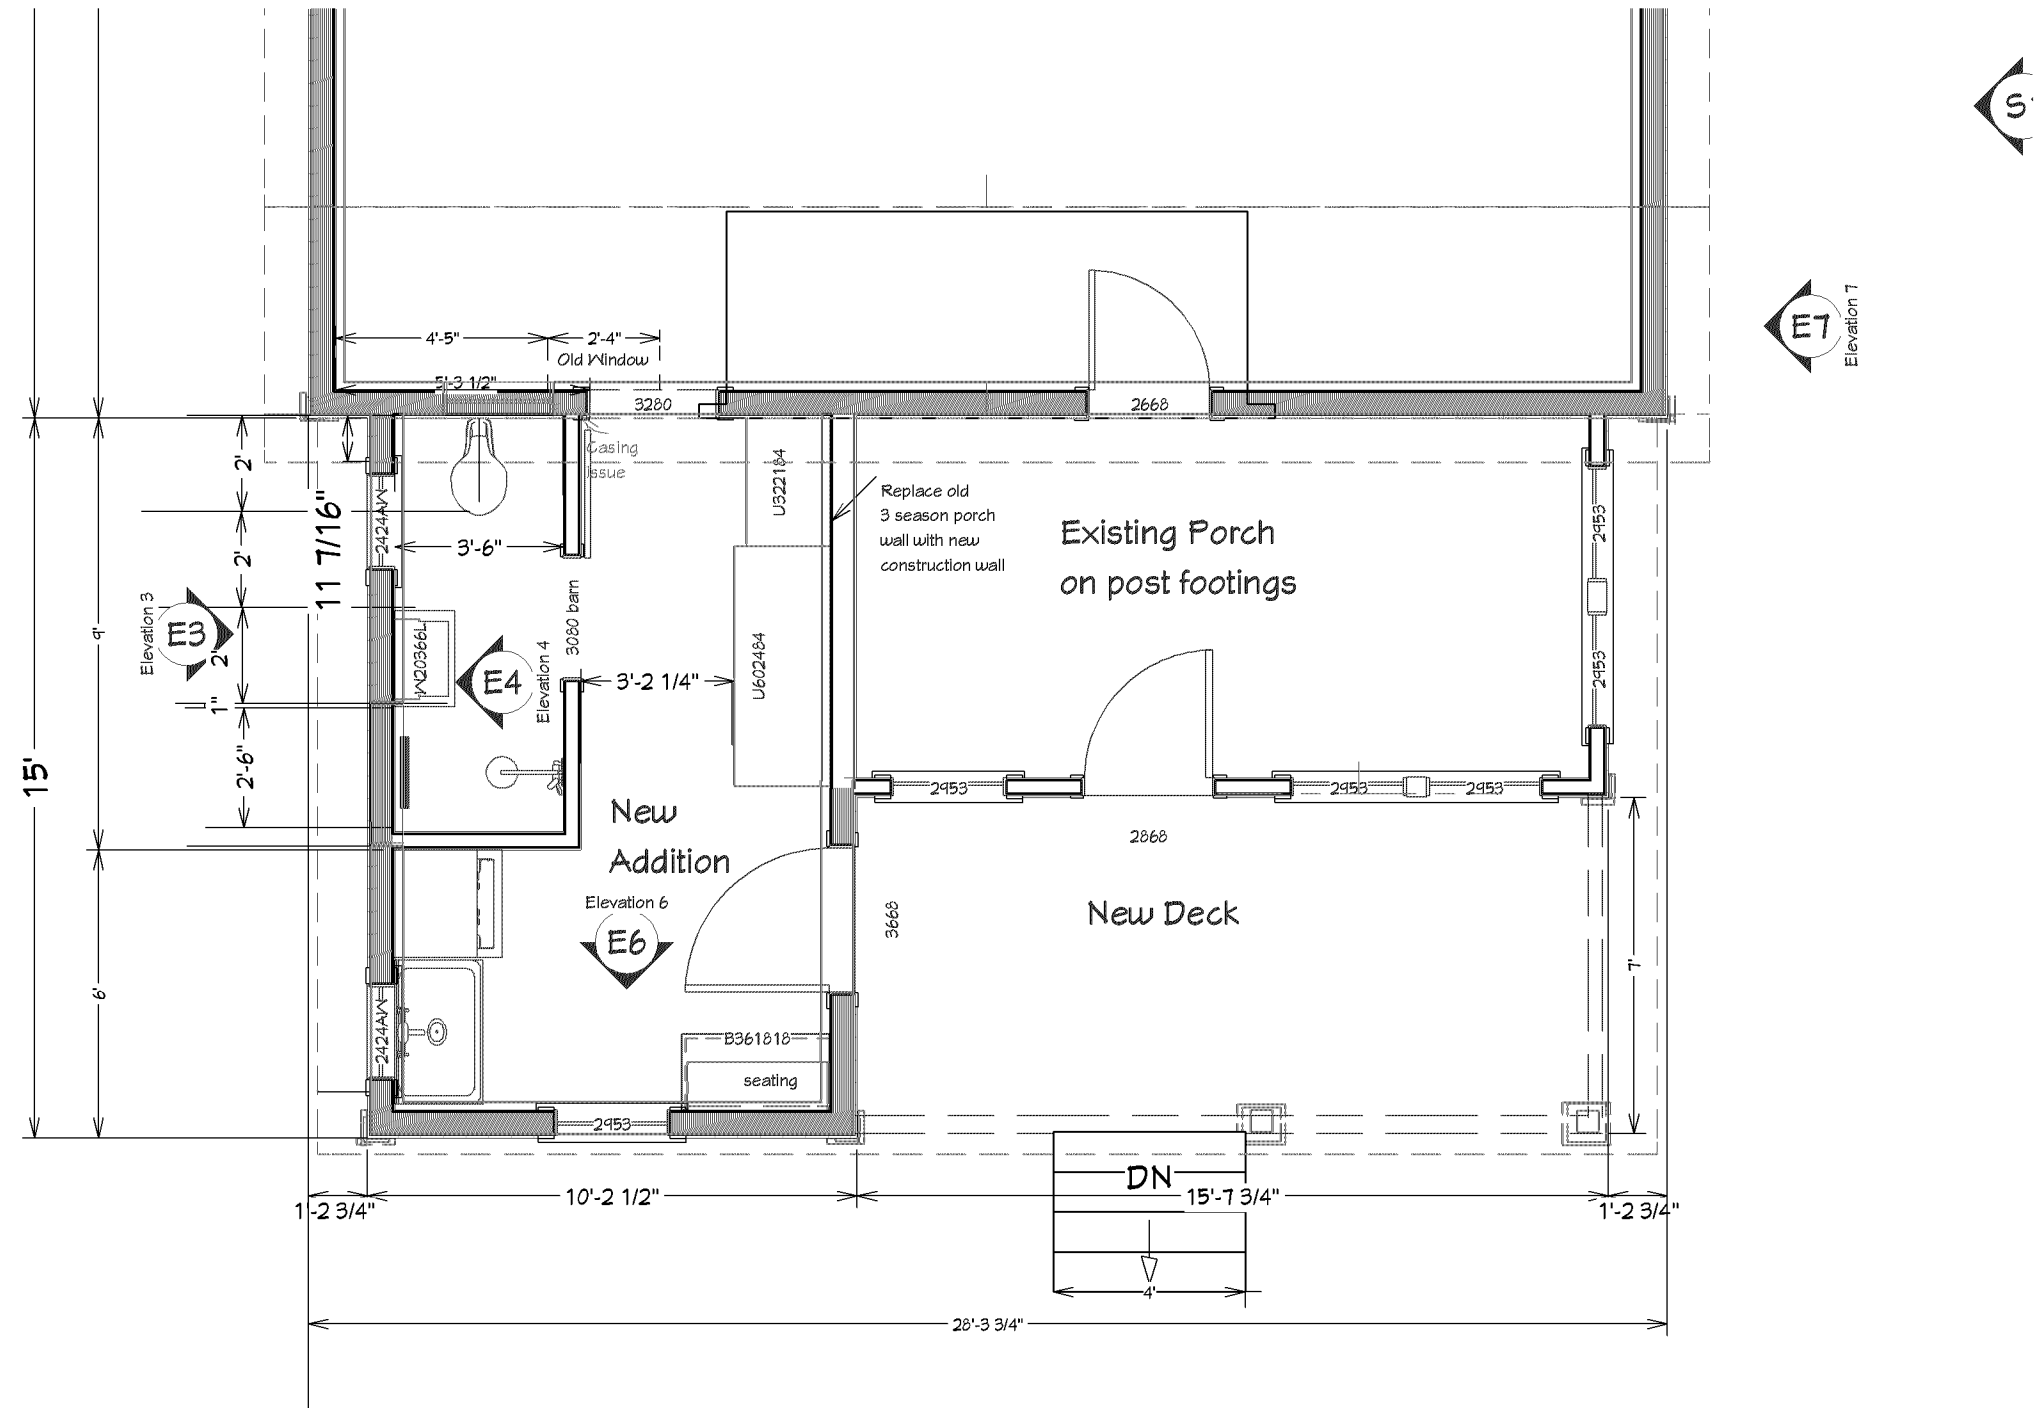 S
E7
Elevation 7
4'-5"
2'-4"
Old Window
5'-3 1/2"
3280
2668
Casing
Issue
U322184
2'
2424AW
11 7/16"
3'-6"
2'
Replace old
3 season porch
wall with new
construction wall
Existing Porch
on post footings
2953
2953
Elevation 3
E3
9'
2'
W20366L
E4
Elevation 4
3080 barn
3'-2 1/4"
U602484
1"
2'-6"
15'
2953
2953
2953
New
Addition
2868
Elevation 6
E6
3668
New Deck
7'
6'
2424AW
B361818
seating
2953
DN
1'-2 3/4"
10'-2 1/2"
15'-7 3/4"
1'-2 3/4"
4'
28'-3 3/4"